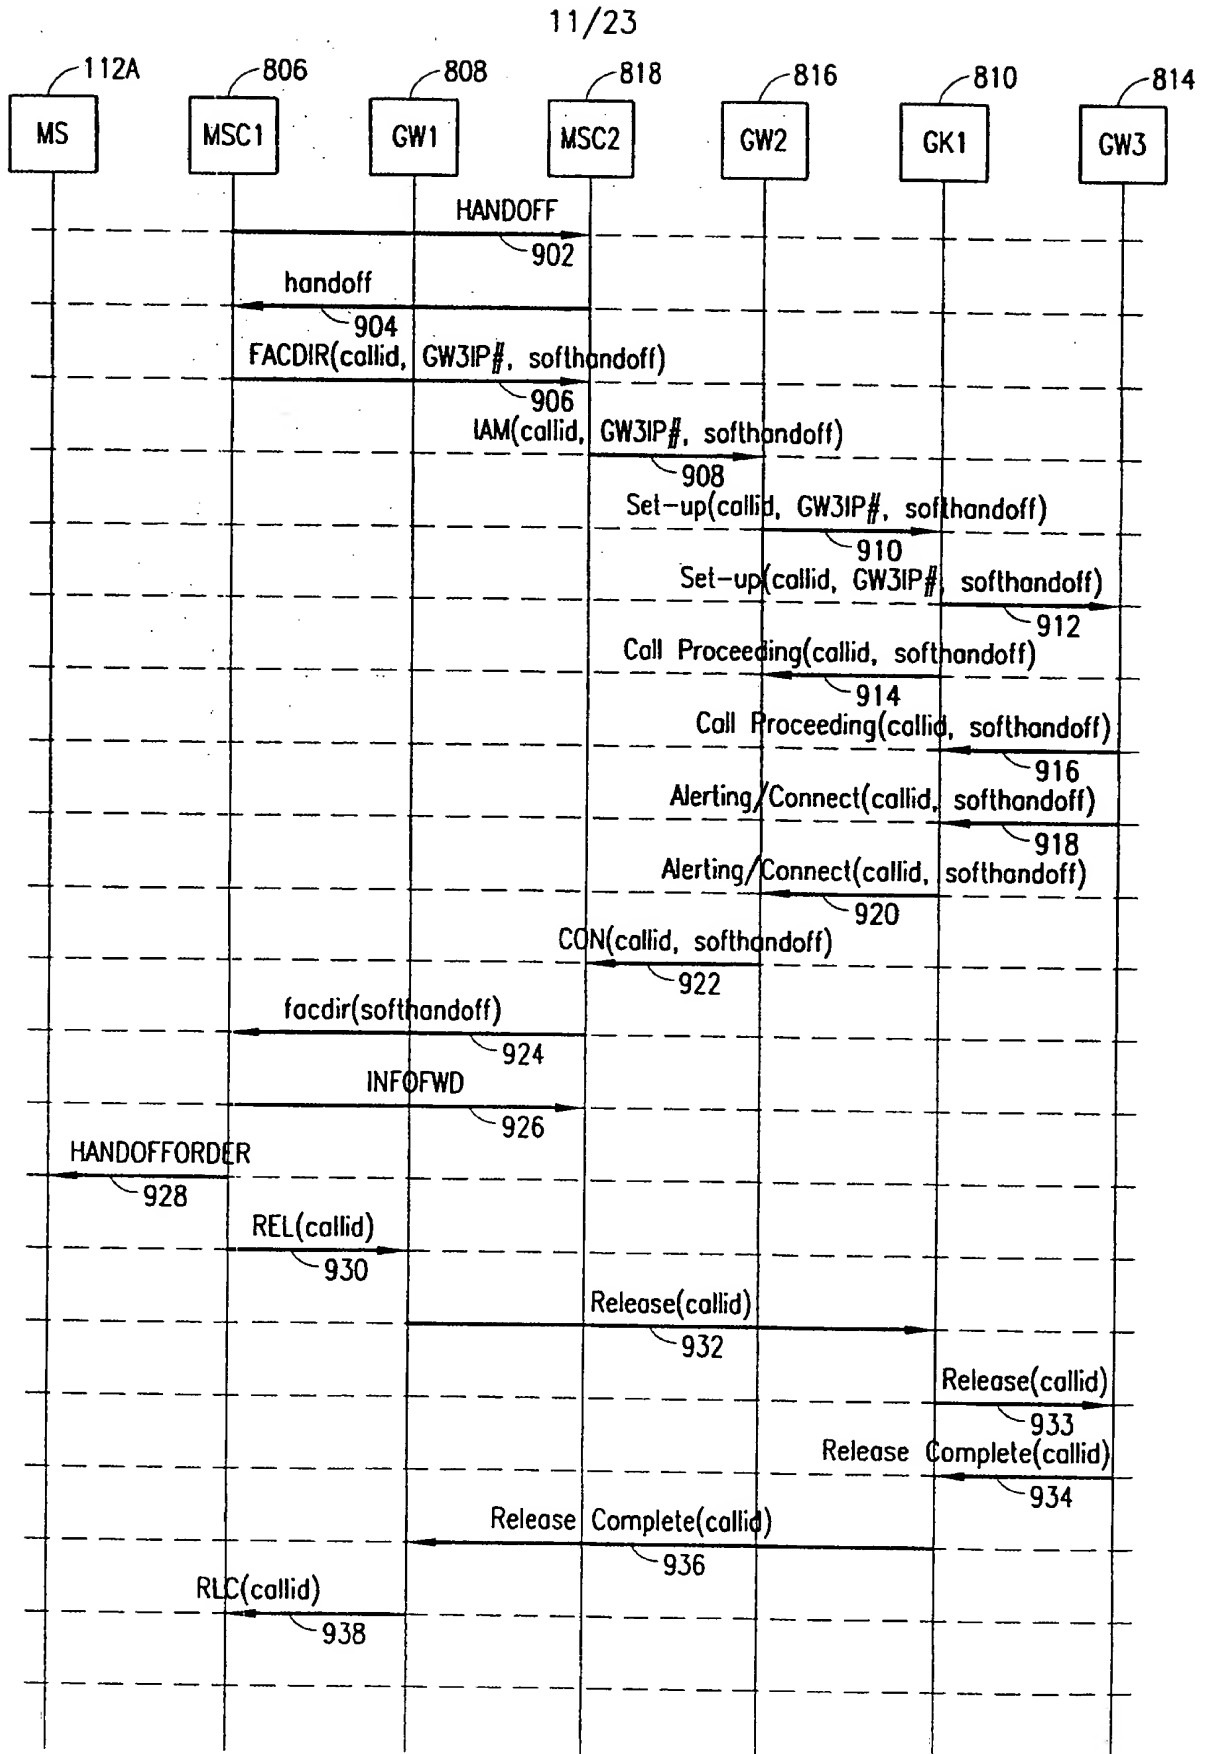 11/23
112A 806 808 818 816 810 814
MS MSC1 GW1 MSC2 GW2 GK1 GW3
HANDOFF
902
handoff
904
FACDIR(callid, GW3IP#, softhandoff)
906
IAM(callid, GW3IP#, softhandoff)
908
Set-up(callid, GW3IP#, softhandoff)
910
Set-up(callid, GW3IP#, softhandoff)
912
Call Proceeding(callid, softhandoff)
914
Call Proceeding(callid, softhandoff)
916
Alerting/Connect(callid, softhandoff)
918
Alerting/Connect(callid, softhandoff)
920
CON(callid, softhandoff)
922
facdir(softhandoff)
924
INFOFWD
926
HANDOFFORDER
928
REL(callid)
930
Release(callid)
932
Release(callid)
933
Release Complete(callid)
934
Release Complete(callid)
936
RLC(callid)
938